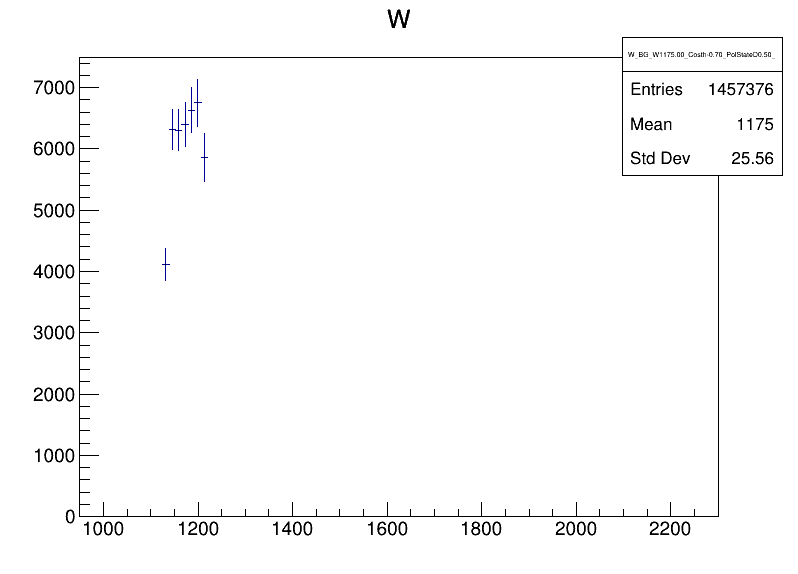 W
W_BG_W1175.00_Costh-0.70_PolStateD0.50_
Entries 1457376
Mean 1175
Std Dev 25.56
7000
6000
5000
4000
3000
2000
1000
0
1000 1200 1400 1600 1800 2000 2200